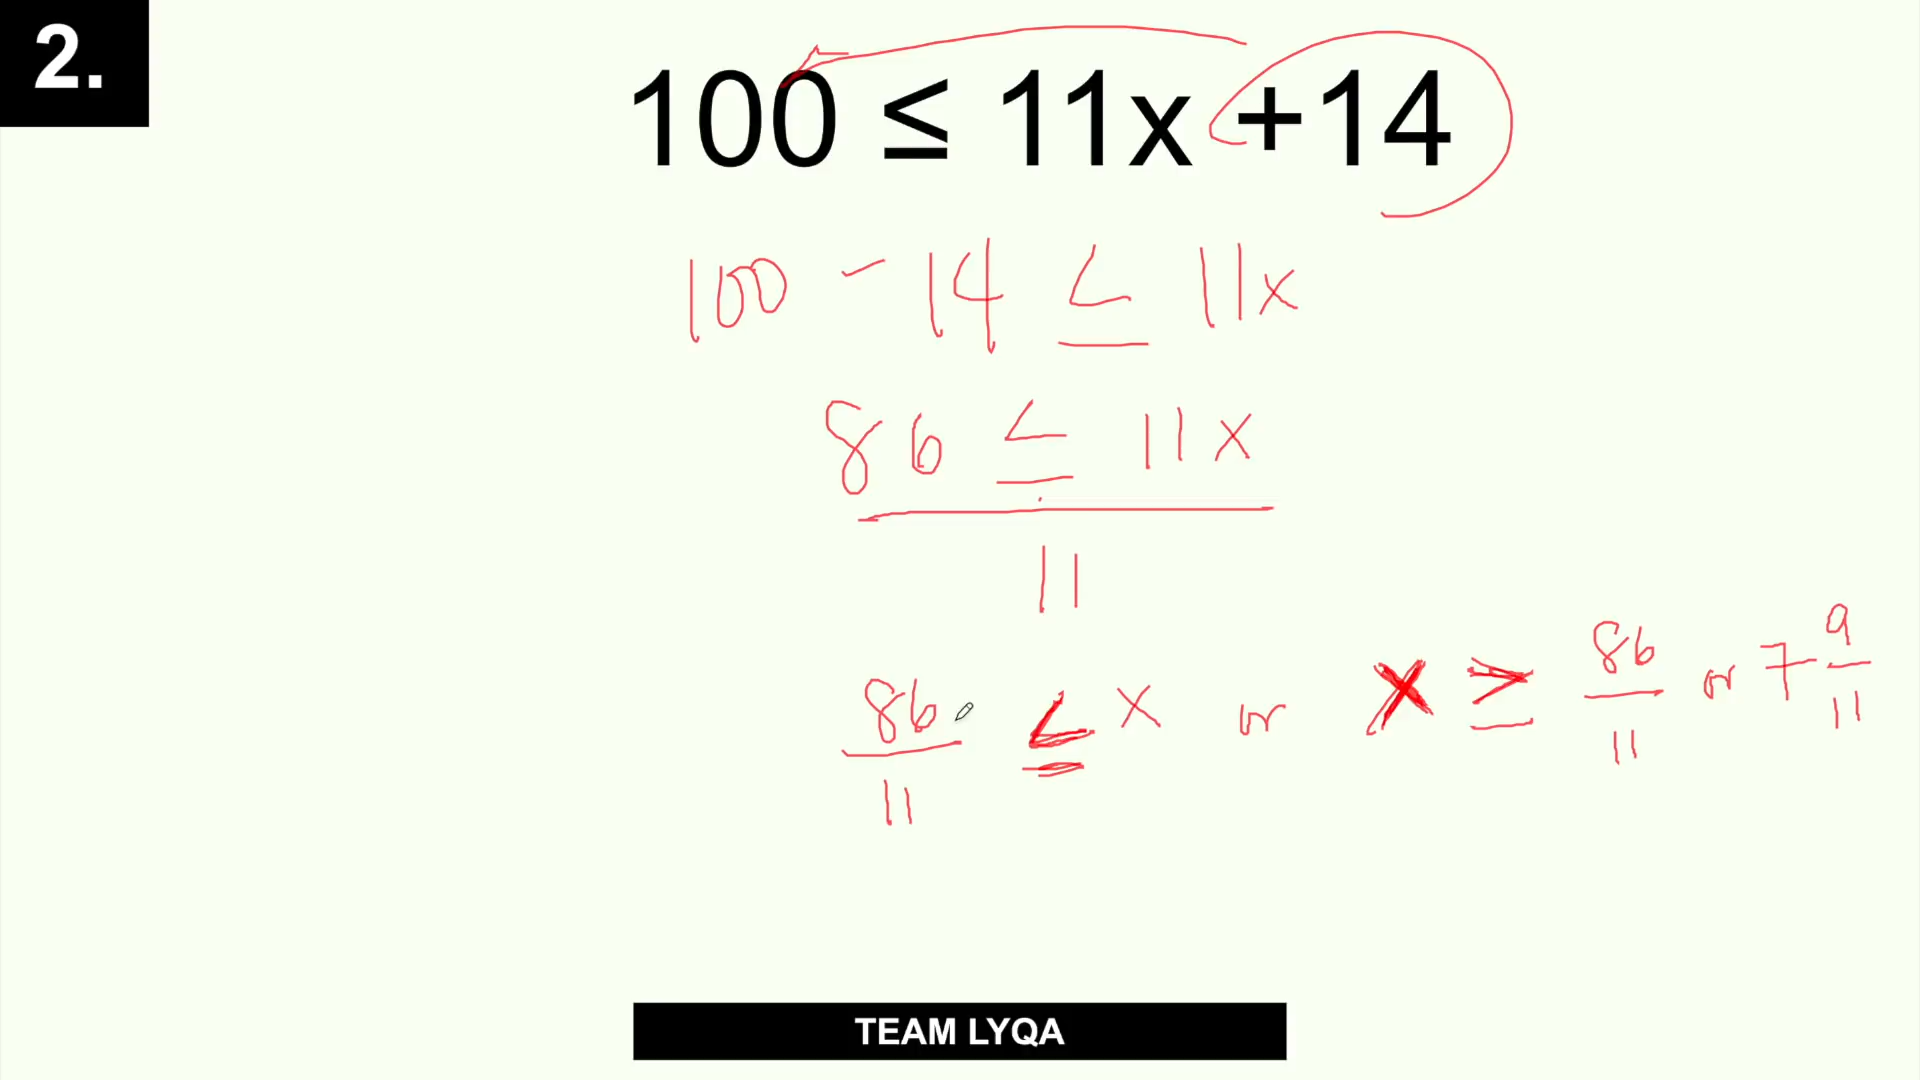 2.
100 ≤ 11x +14
100 - 14 ≤ 11x
86 ≤ 11x
11
86/11 ≤ x or x ≥ 86/11 or 7 9/11
TEAM LYQA